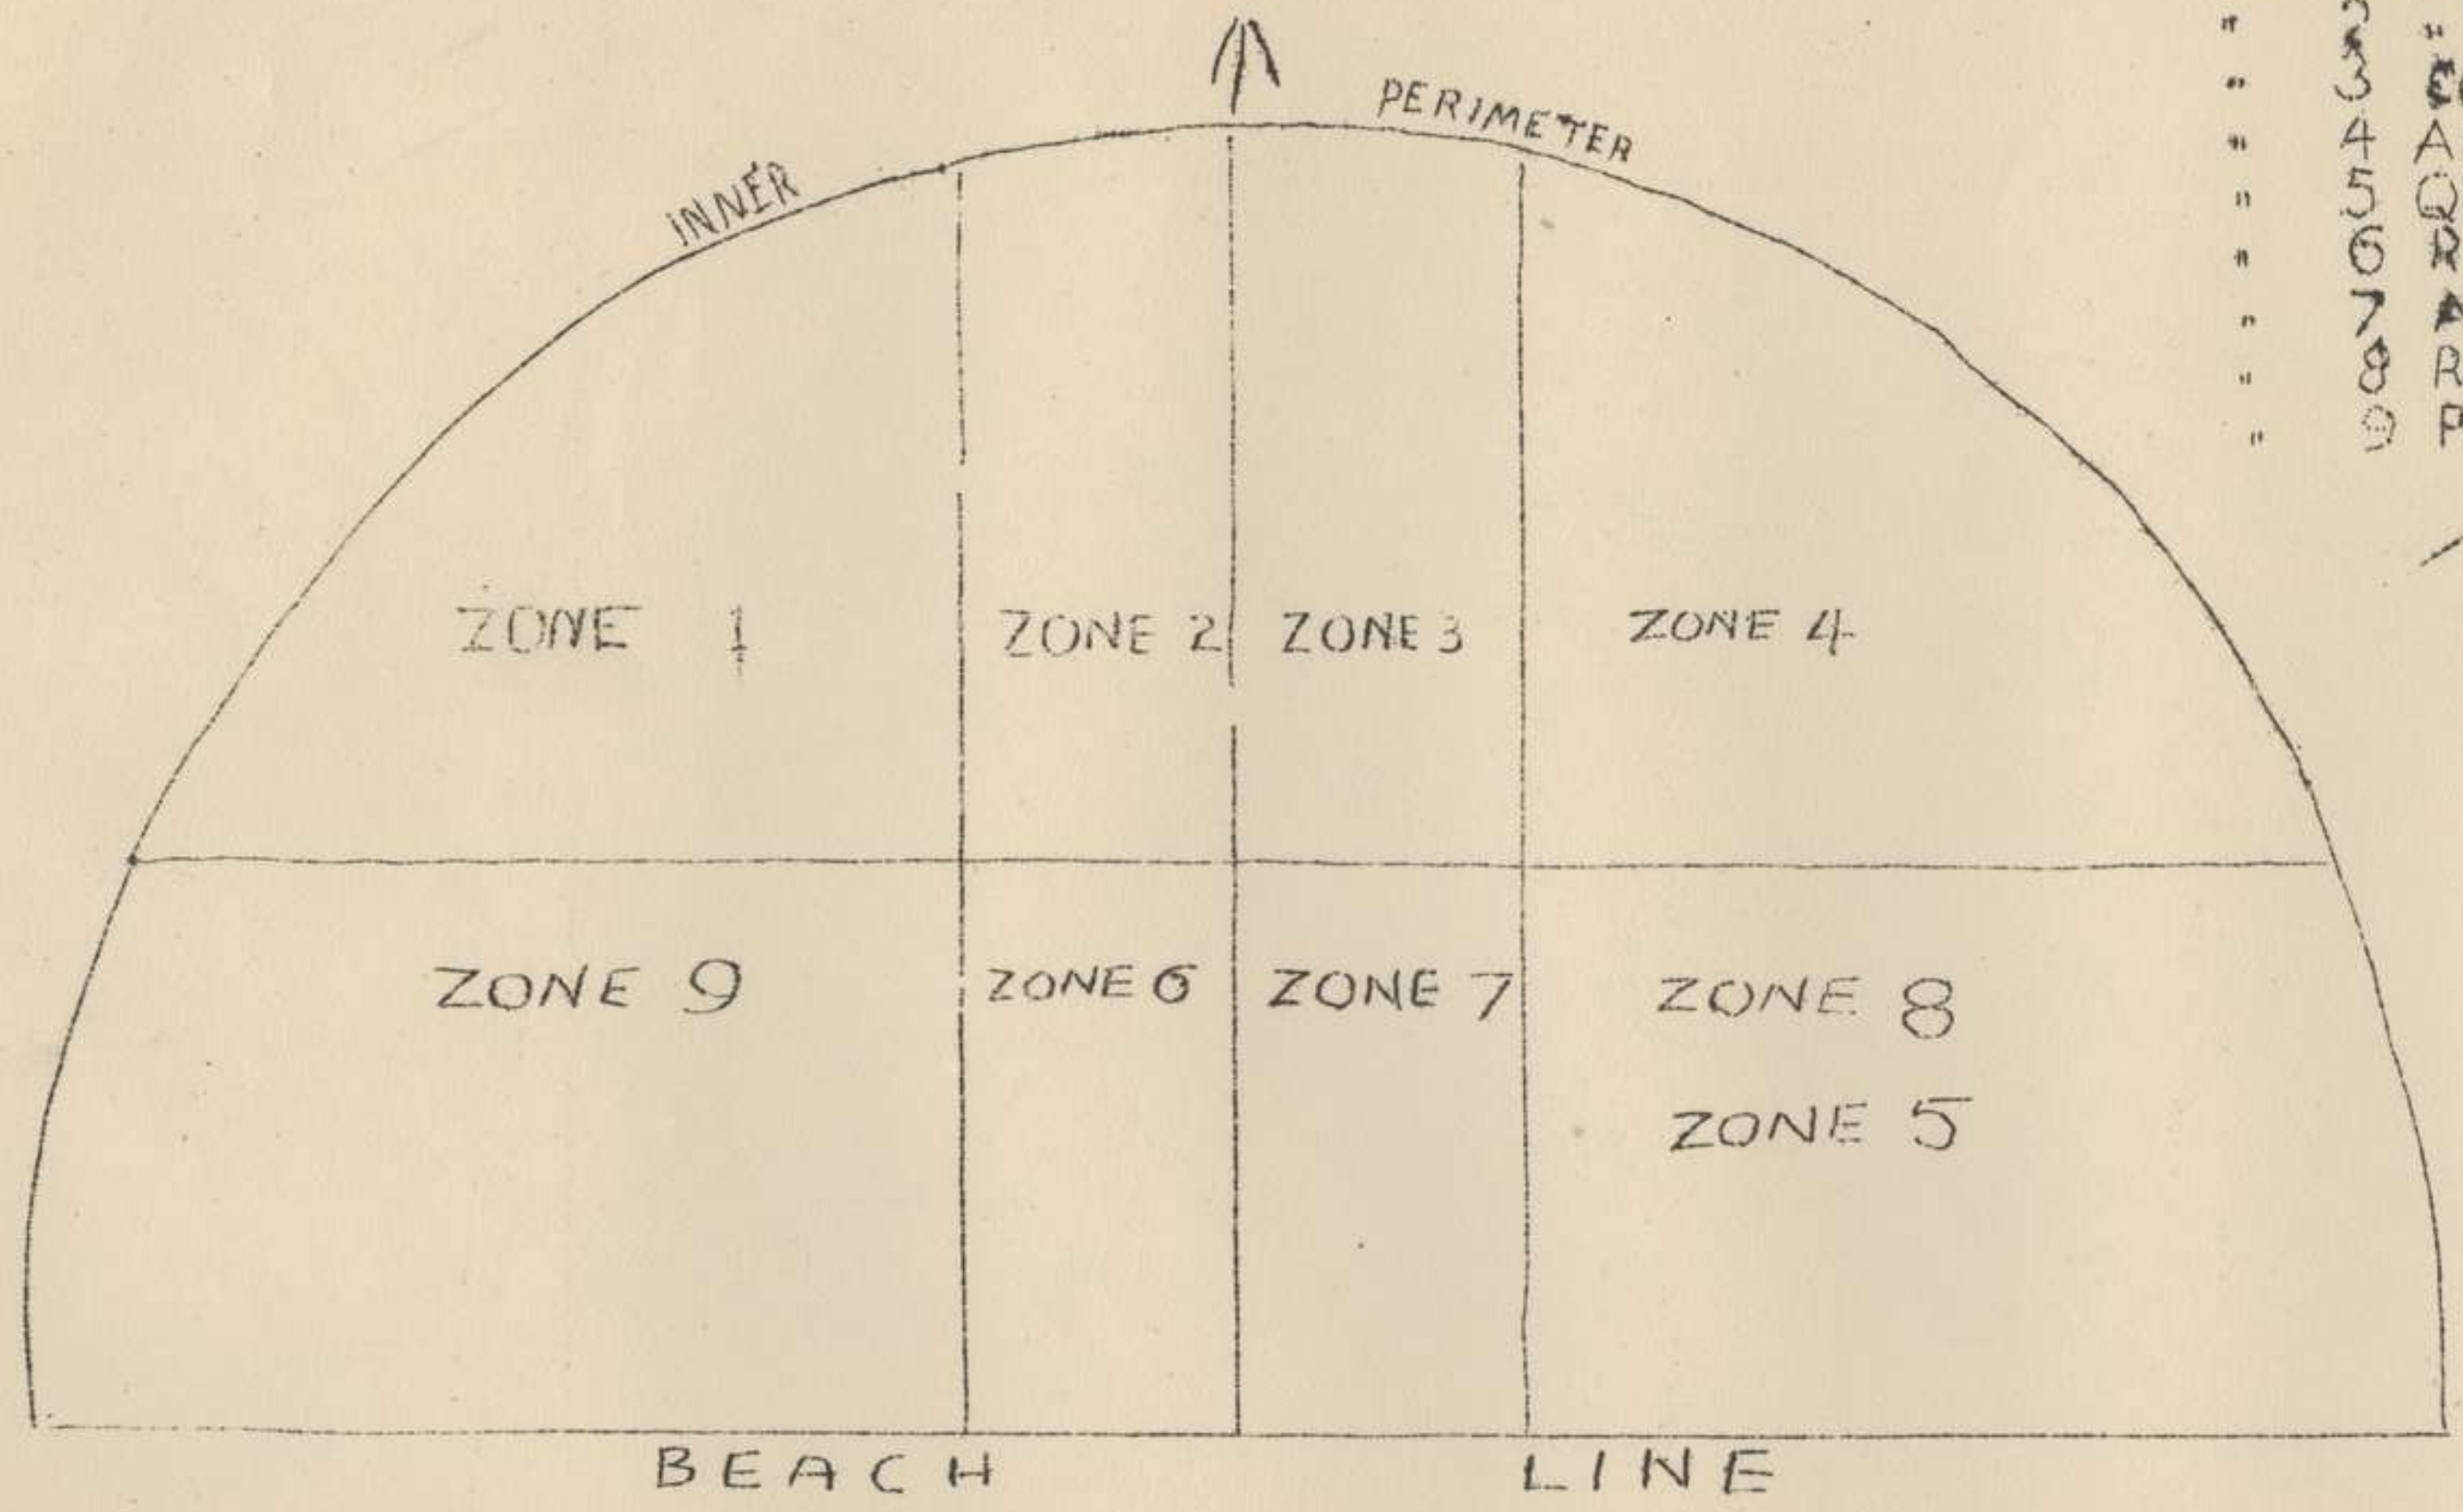 INNER PERIMETER
" 3
" 4 A
" 5 Q
" 6 R
" 7 A
" 8 R
" 9 P
ZONE 1 ZONE 2 ZONE 3 ZONE 4
ZONE 9 ZONE 6 ZONE 7 ZONE 8
ZONE 5
BEACH LINE